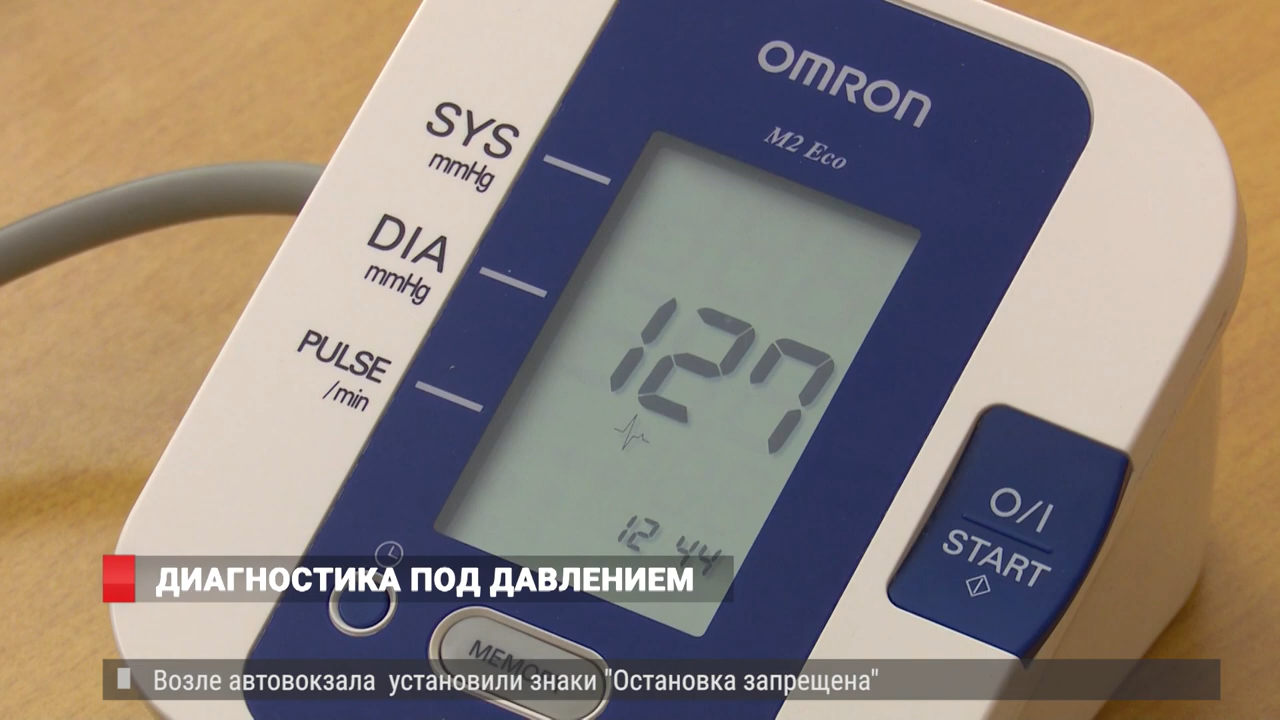 OMRON
M2 Eco
SYS
mmHg
DIA
mmHg
PULSE
/min
127
12 44
O/I
START
MEMORY
ДИАГНОСТИКА ПОД ДАВЛЕНИЕМ
Возле автовокзала установили знаки "Остановка запрещена"